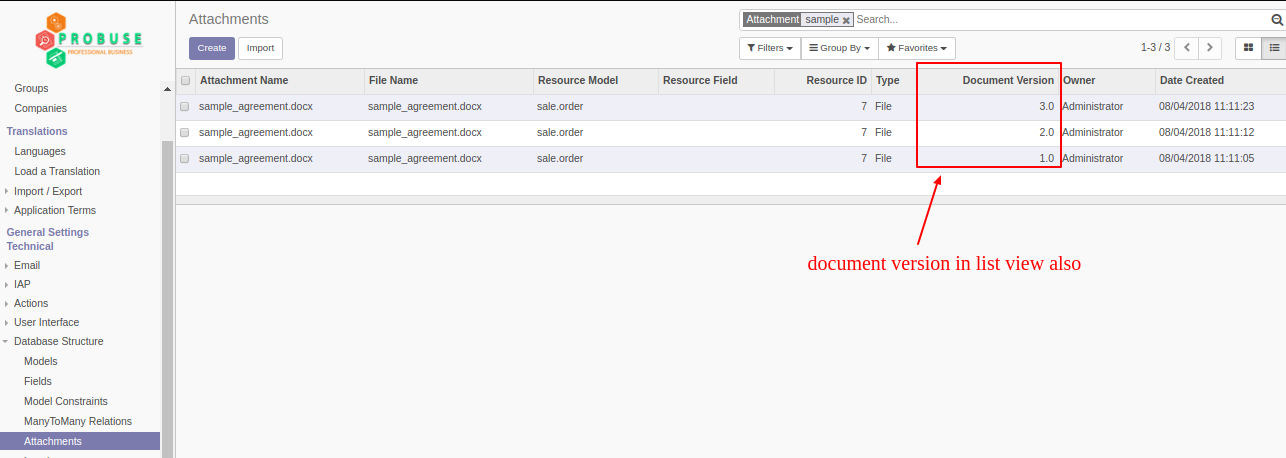 PROBUSE
PROFESSIONAL BUSINESS
Groups
Companies
Translations
Languages
Load a Translation
Import / Export
Application Terms
General Settings
Technical
Email
IAP
Actions
User Interface
Database Structure
Models
Fields
Model Constraints
ManyToMany Relations
Attachments
Attachments
Attachment sample Search...
Create Import
Filters Group By Favorites 1-3 / 3
Attachment Name File Name Resource Model Resource Field Resource ID Type Document Version Owner Date Created
sample_agreement.docx sample_agreement.docx sale.order 7 File 3.0 Administrator 08/04/2018 11:11:23
sample_agreement.docx sample_agreement.docx sale.order 7 File 2.0 Administrator 08/04/2018 11:11:12
sample_agreement.docx sample_agreement.docx sale.order 7 File 1.0 Administrator 08/04/2018 11:11:05
document version in list view also